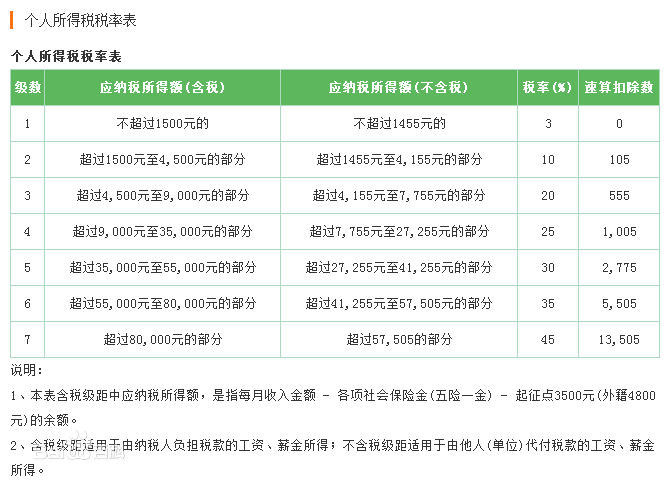 个人所得税税率表
个人所得税税率表
级数 应纳税所得额(含税) 应纳税所得额(不含税) 税率(%) 速算扣除数
1 不超过1500元的 不超过1455元的 3 0
2 超过1500元至4,500元的部分 超过1455元至4,155元的部分 10 105
3 超过4,500元至9,000元的部分 超过4,155元至7,755元的部分 20 555
4 超过9,000元至35,000元的部分 超过7,755元至27,255元的部分 25 1,005
5 超过35,000元至55,000元的部分 超过27,255元至41,255元的部分 30 2,775
6 超过55,000元至80,000元的部分 超过41,255元至57,505元的部分 35 5,505
7 超过80,000元的部分 超过57,505的部分 45 13,505
说明:
1、本表含税级距中应纳税所得额，是指每月收入金额 - 各项社会保险金(五险一金) - 起征点3500元(外籍4800
元)的余额。
2、含税级距适用于由纳税人负担税款的工资、薪金所得；不含税级距适用于由他人(单位)代付税款的工资、薪金
所得。